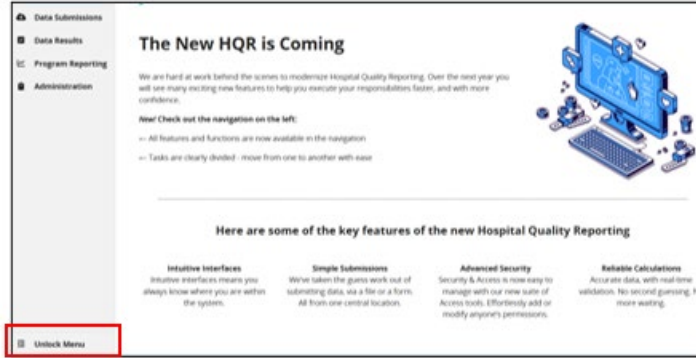 Data Submissions
Data Results
Program Reporting
Administration
Unlock Menu
The New HQR is Coming
We are hard at work behind the scenes to modernize Hospital Quality Reporting. Over the next year you
will see many exciting new features to help you execute your responsibilities faster, and with more
confidence.
New! Check out the navigation on the left:
← All features and functions are now available in the navigation
← Tasks are clearly divided - move from one to another with ease
Here are some of the key features of the new Hospital Quality Reporting
Intuitive Interfaces
Intuitive interfaces means you
always know where you are within
the system.
Simple Submissions
We've taken the guess work out of
submitting data, via a file or a form.
All from one central location.
Advanced Security
Security & Access is now easy to
manage with our new suite of
Access tools. Effortlessly add or
modify anyone's permissions.
Reliable Calculations
Accurate data, with real-time
validation. No second guessing.
more waiting.